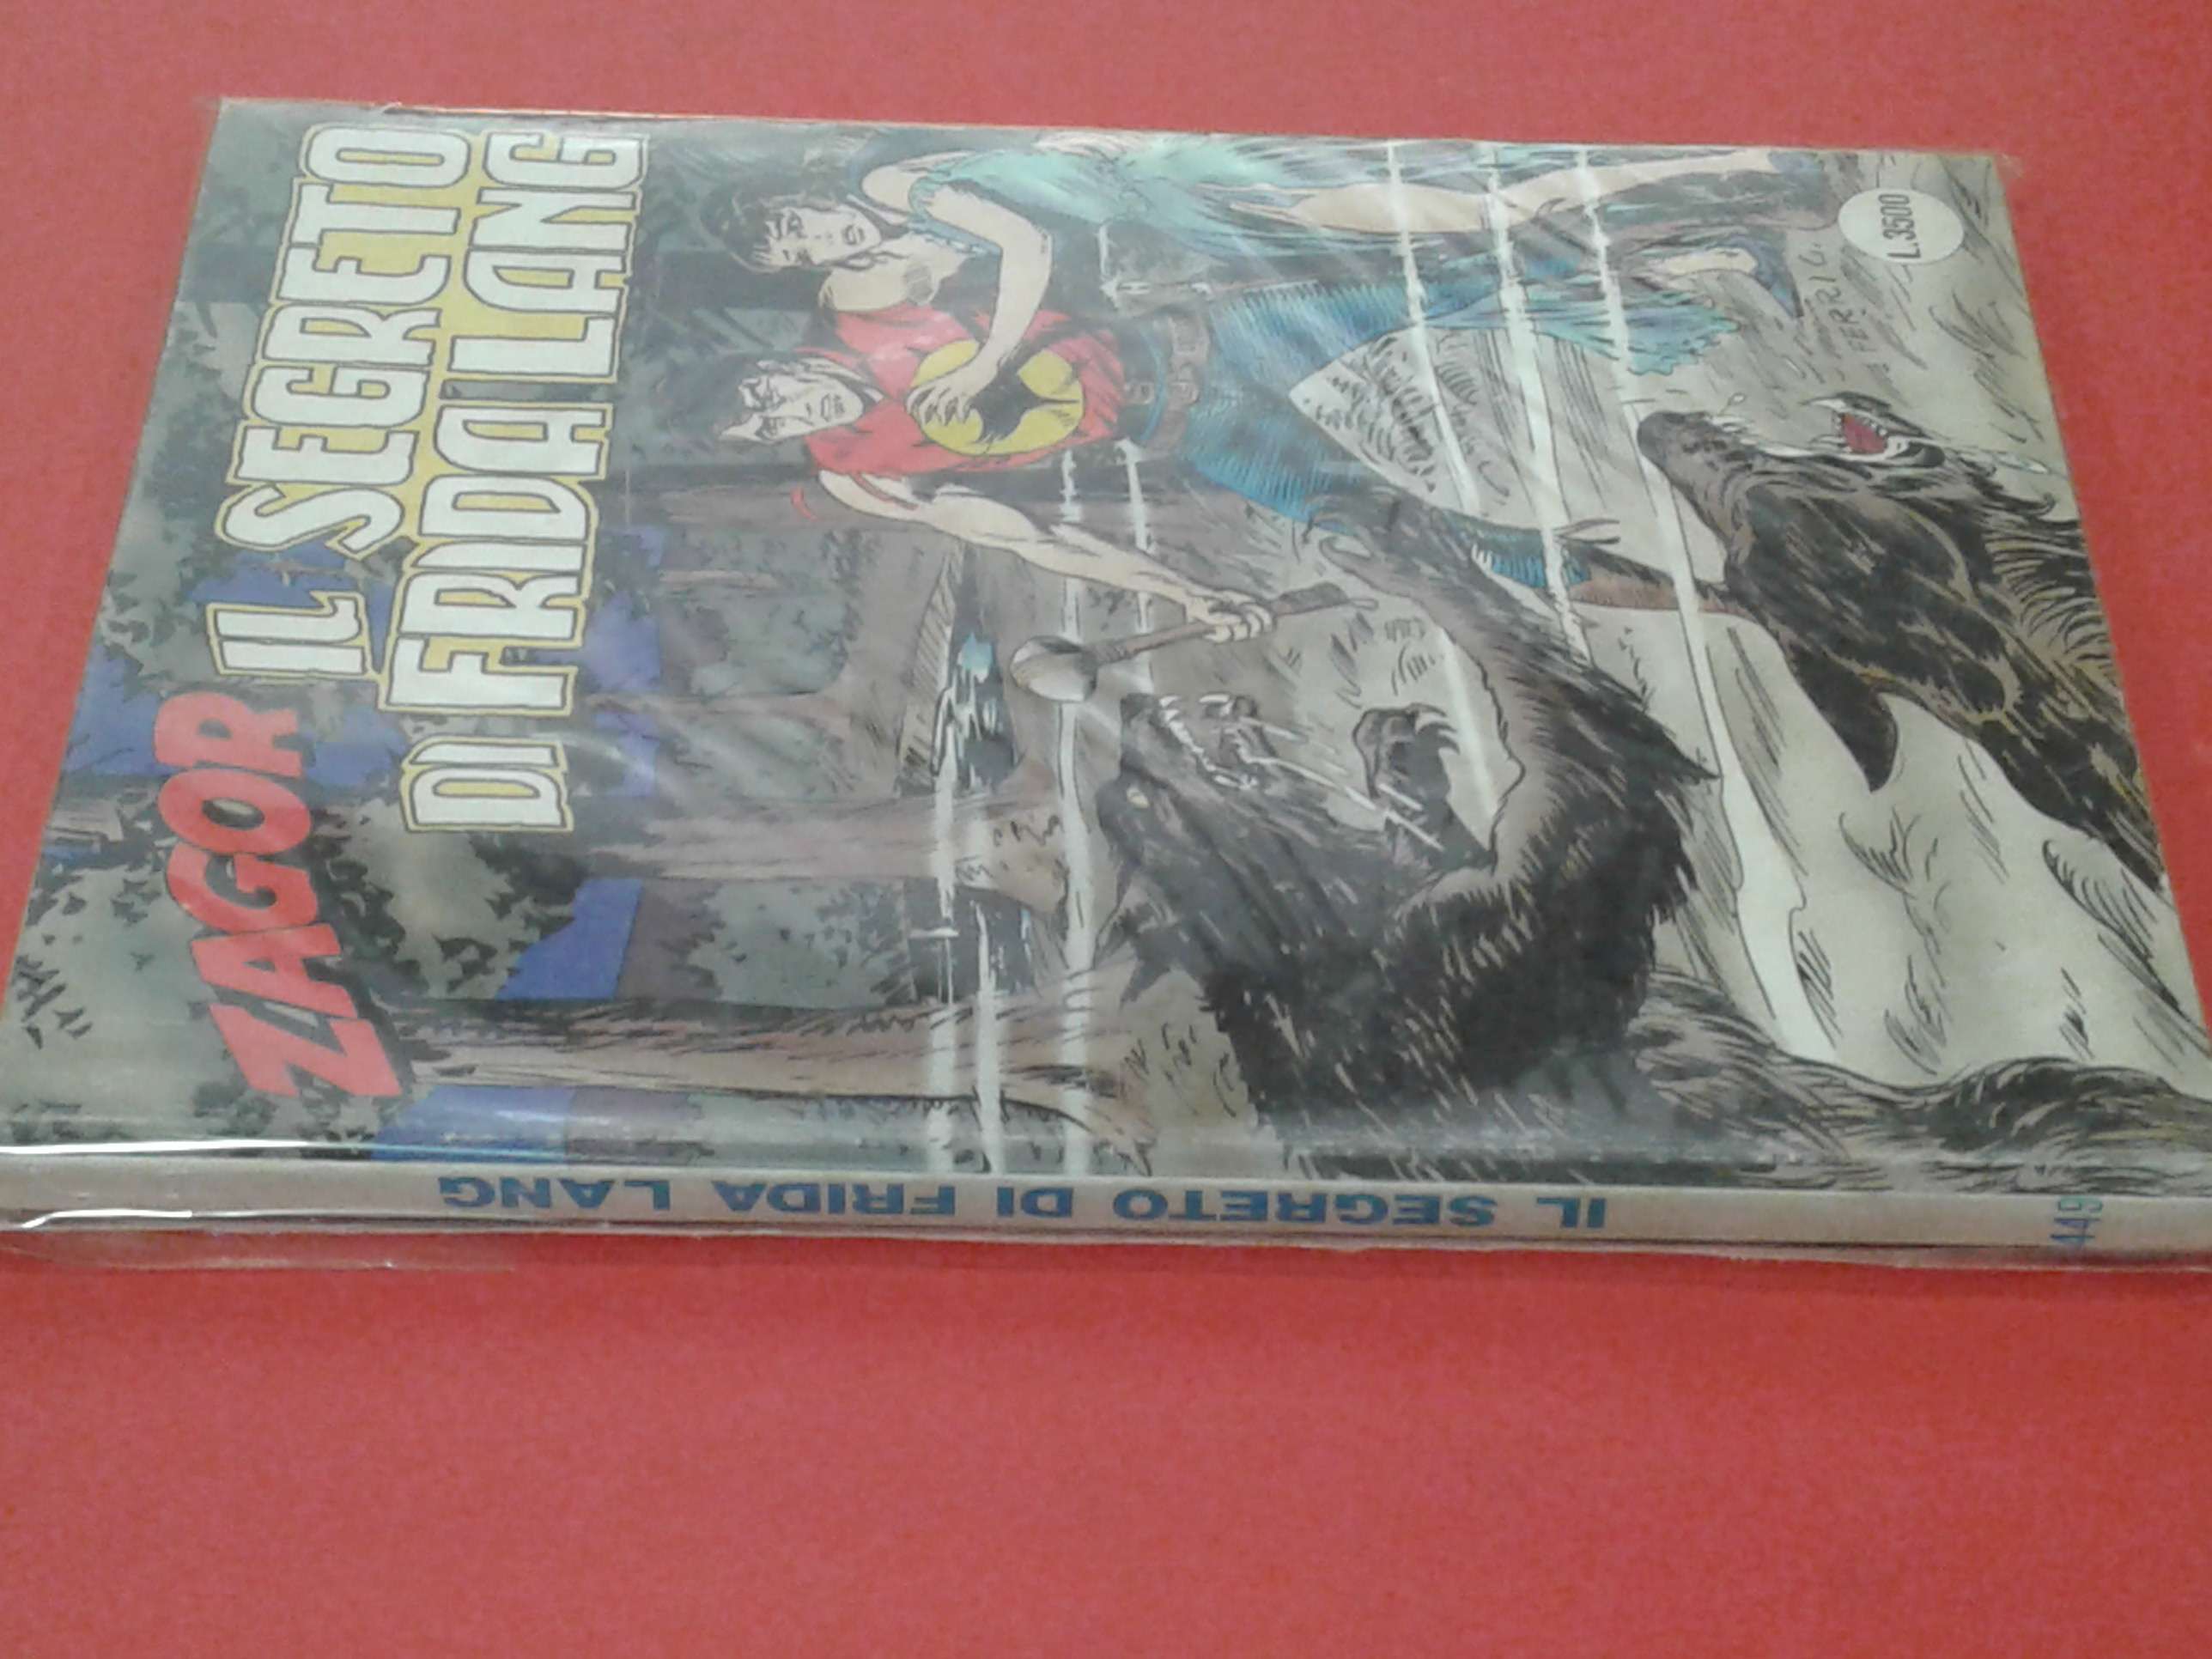 ZAGOR
IL SEGRETO
DI FRIDA LANG
L.3500
FERRI G.
IL SEGRETO DI FRIDA LANG
449